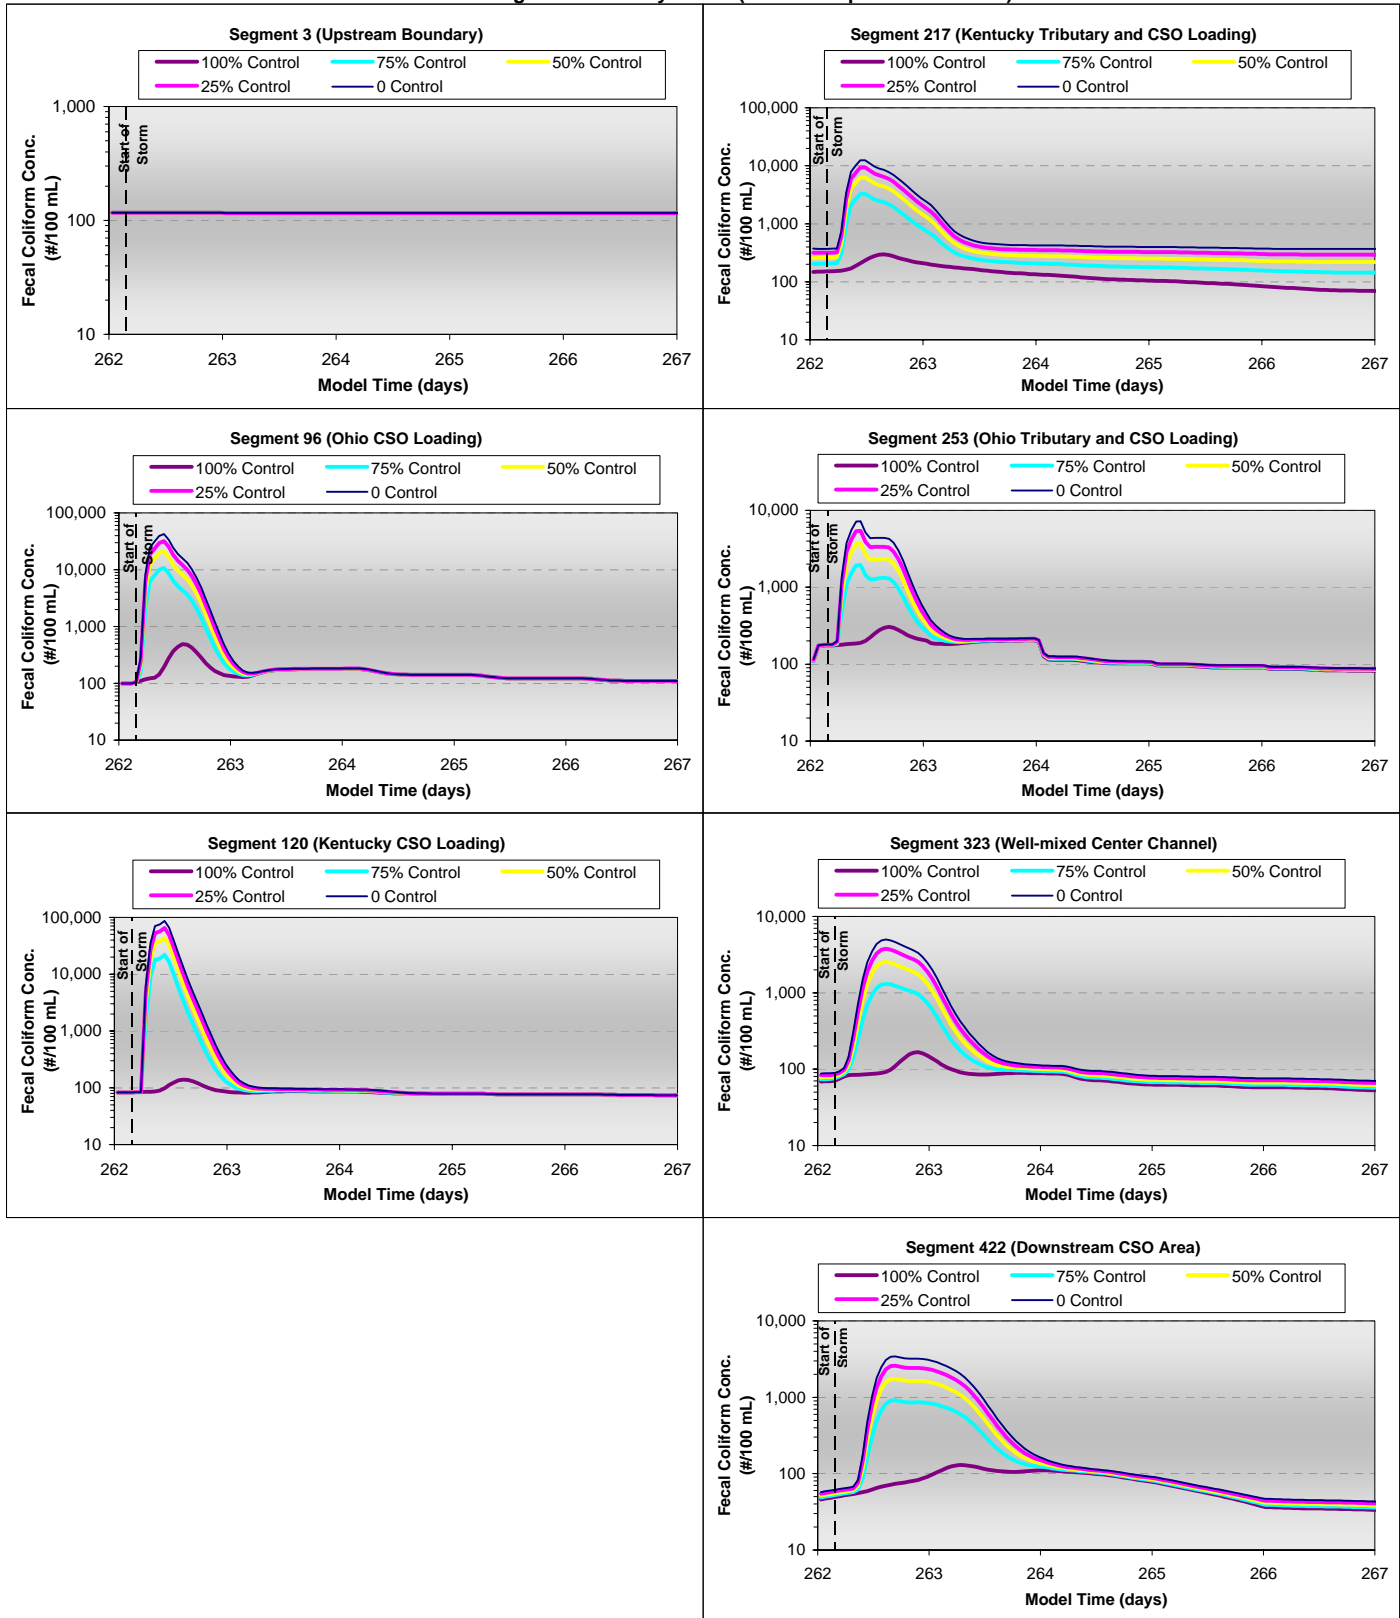 Segment 3 (Upstream Boundary)
100% Control 75% Control 50% Control
25% Control 0 Control
Fecal Coliform Conc.
(#/100 mL)
1,000
100
10
Start of
Storm
262 263 264 265 266 267
Model Time (days)
Segment 217 (Kentucky Tributary and CSO Loading)
100% Control 75% Control 50% Control
25% Control 0 Control
Fecal Coliform Conc.
(#/100 mL)
100,000
10,000
1,000
100
10
Start of
Storm
262 263 264 265 266 267
Model Time (days)
Segment 96 (Ohio CSO Loading)
100% Control 75% Control 50% Control
25% Control 0 Control
Fecal Coliform Conc.
(#/100 mL)
100,000
10,000
1,000
100
10
Start of
Storm
262 263 264 265 266 267
Model Time (days)
Segment 253 (Ohio Tributary and CSO Loading)
100% Control 75% Control 50% Control
25% Control 0 Control
Fecal Coliform Conc.
(#/100 mL)
10,000
1,000
100
10
Start of
Storm
262 263 264 265 266 267
Model Time (days)
Segment 120 (Kentucky CSO Loading)
100% Control 75% Control 50% Control
25% Control 0 Control
Fecal Coliform Conc.
(#/100 mL)
100,000
10,000
1,000
100
10
Start of
Storm
262 263 264 265 266 267
Model Time (days)
Segment 323 (Well-mixed Center Channel)
100% Control 75% Control 50% Control
25% Control 0 Control
Fecal Coliform Conc.
(#/100 mL)
10,000
1,000
100
10
Start of
Storm
262 263 264 265 266 267
Model Time (days)
Segment 422 (Downstream CSO Area)
100% Control 75% Control 50% Control
25% Control 0 Control
Fecal Coliform Conc.
(#/100 mL)
10,000
1,000
100
10
Start of
Storm
262 263 264 265 266 267
Model Time (days)